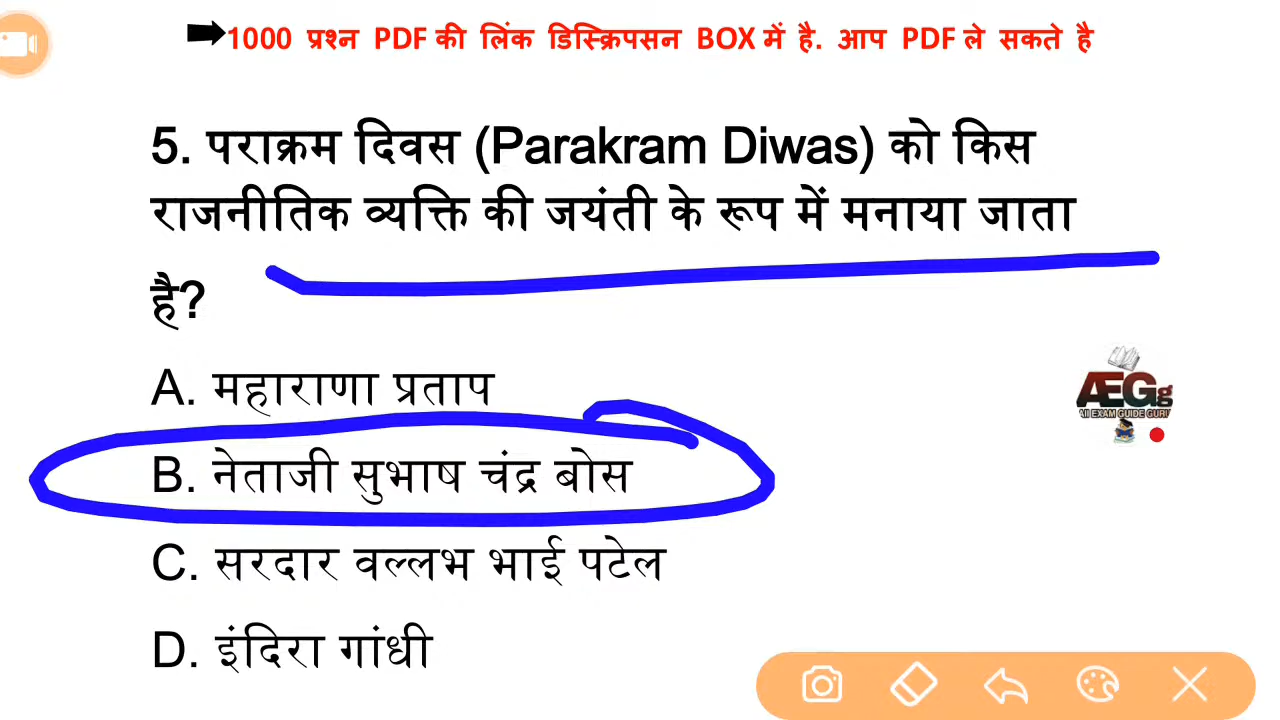 1000 प्रश्न PDF की लिंक डिस्क्रिपसन BOX में है. आप PDF ले सकते है
5. पराक्रम दिवस (Parakram Diwas) को किस
राजनीतिक व्यक्ति की जयंती के रूप में मनाया जाता
है?
A. महाराणा प्रताप
B. नेताजी सुभाष चंद्र बोस
C. सरदार वल्लभ भाई पटेल
D. इंदिरा गांधी
ÆGg
All EXAM GUIDE GURU